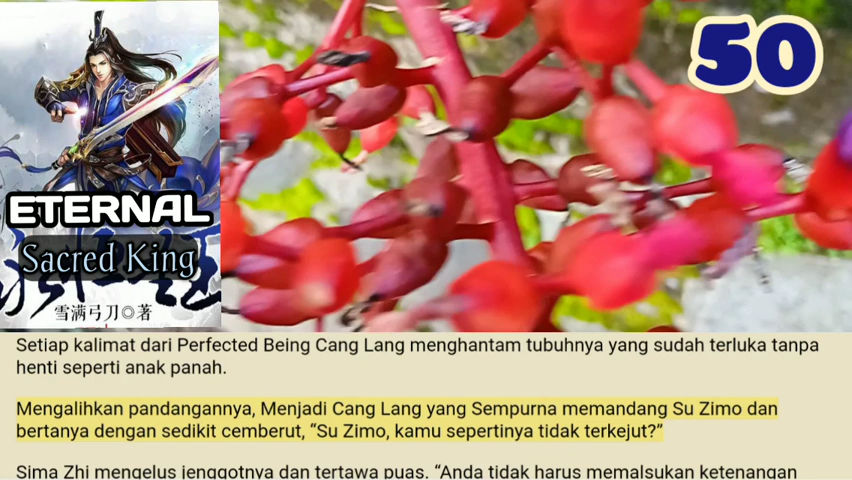 50
ETERNAL
Sacred King
雪满弓刀◎著
Setiap kalimat dari Perfected Being Cang Lang menghantam tubuhnya yang sudah terluka tanpa
henti seperti anak panah.
Mengalihkan pandangannya, Menjadi Cang Lang yang Sempurna memandang Su Zimo dan
bertanya dengan sedikit cemberut, “Su Zimo, kamu sepertinya tidak terkejut?”
Sima Zhi mengelus jenggotnya dan tertawa puas. “Anda tidak harus memalsukan ketenangan